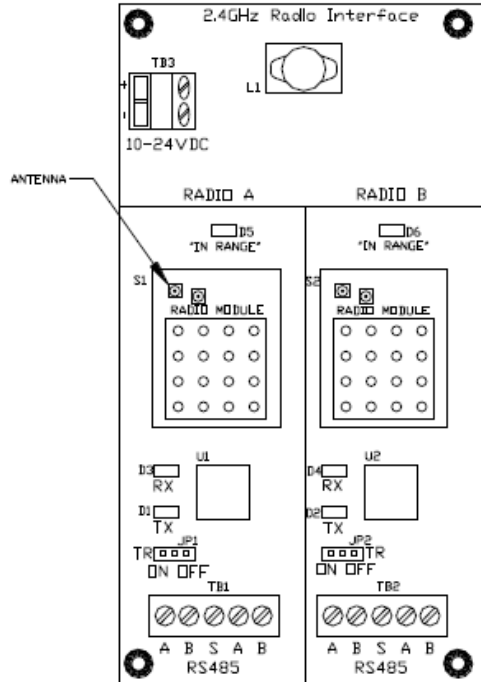 2.4GHz Radio Interface
TB3
L1
+
-
10-24VDC
ANTENNA
RADIO A
RADIO B
D5
"IN RANGE"
D6
"IN RANGE"
S1
RADIO MODULE
S2
RADIO MODULE
U1
D3
RX
D1
TX
JP1
TR
ON OFF
TB1
A B S A B
RS485
U2
D4
RX
D2
TX
JP2
TR
ON OFF
TB2
A B S A B
RS485